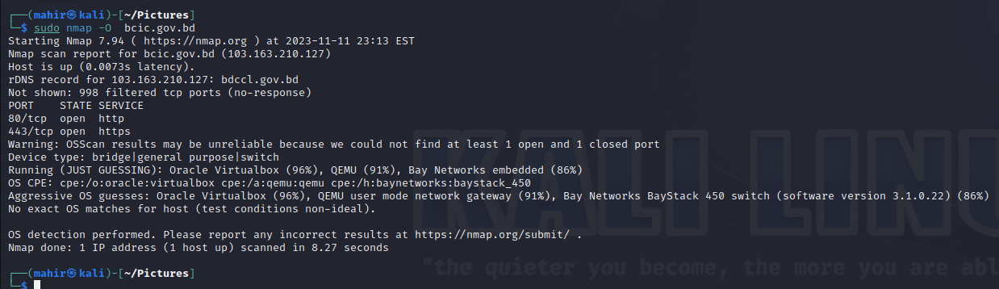 ┌──(mahir㉿kali)-[~/Pictures]
└─$ sudo nmap -O  bcic.gov.bd
Starting Nmap 7.94 ( https://nmap.org ) at 2023-11-11 23:13 EST
Nmap scan report for bcic.gov.bd (103.163.210.127)
Host is up (0.0073s latency).
rDNS record for 103.163.210.127: bdccl.gov.bd
Not shown: 998 filtered tcp ports (no-response)
PORT    STATE SERVICE
80/tcp  open  http
443/tcp open  https
Warning: OSScan results may be unreliable because we could not find at least 1 open and 1 closed port
Device type: bridge|general purpose|switch
Running (JUST GUESSING): Oracle Virtualbox (96%), QEMU (91%), Bay Networks embedded (86%)
OS CPE: cpe:/o:oracle:virtualbox cpe:/a:qemu:qemu cpe:/h:baynetworks:baystack_450
Aggressive OS guesses: Oracle Virtualbox (96%), QEMU user mode network gateway (91%), Bay Networks BayStack 450 switch (software version 3.1.0.22) (86%)
No exact OS matches for host (test conditions non-ideal).
OS detection performed. Please report any incorrect results at https://nmap.org/submit/ .
Nmap done: 1 IP address (1 host up) scanned in 8.27 seconds
┌──(mahir㉿kali)-[~/Pictures]
└─$
KALI LINU
"the quieter you become, the more you are abl